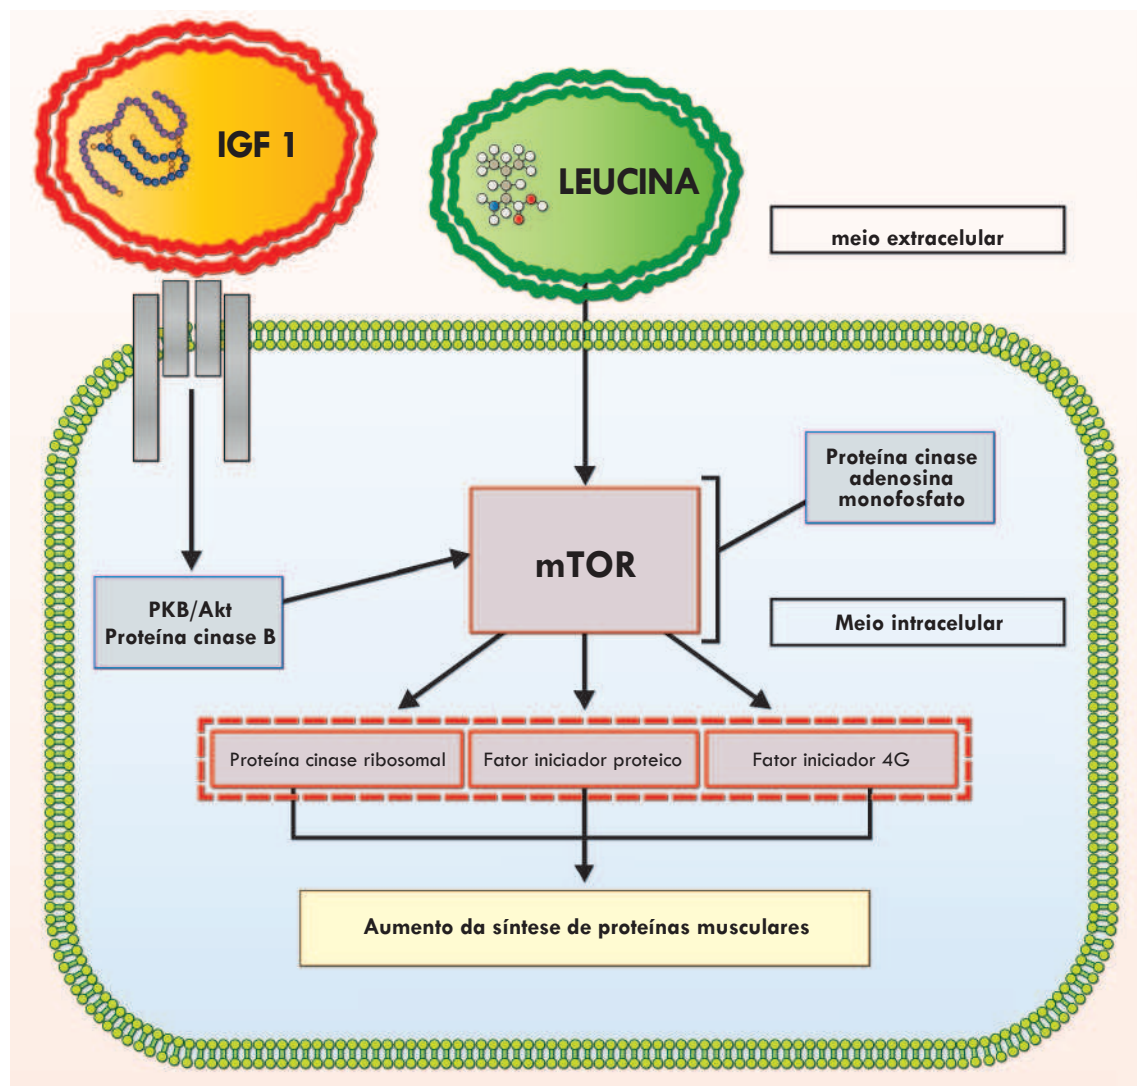 IGF 1
LEUCINA
meio extracelular
Proteína cinase
adenosina
monofosfato
mTOR
PKB/Akt
Proteína cinase B
Meio intracelular
Proteína cinase ribosomal
Fator iniciador proteico
Fator iniciador 4G
Aumento da síntese de proteínas musculares